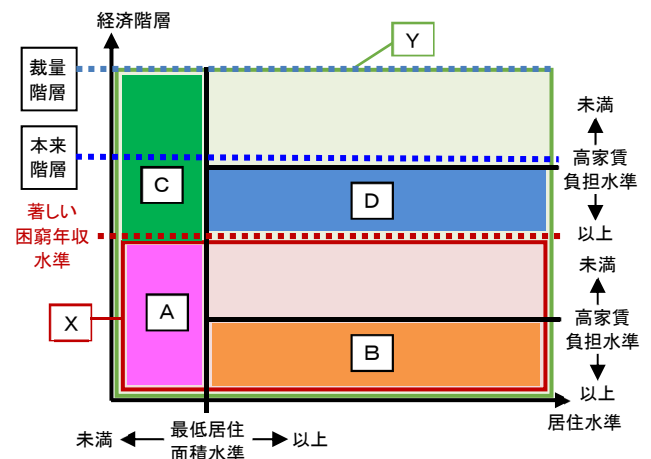 経済階層
Y
裁量
階層
本来
階層
著しい
困窮年収
水準
X
C
D
A
B
未満
高家賃
負担水準
以上
未満
高家賃
負担水準
以上
居住水準
未満
最低居住
面積水準
以上